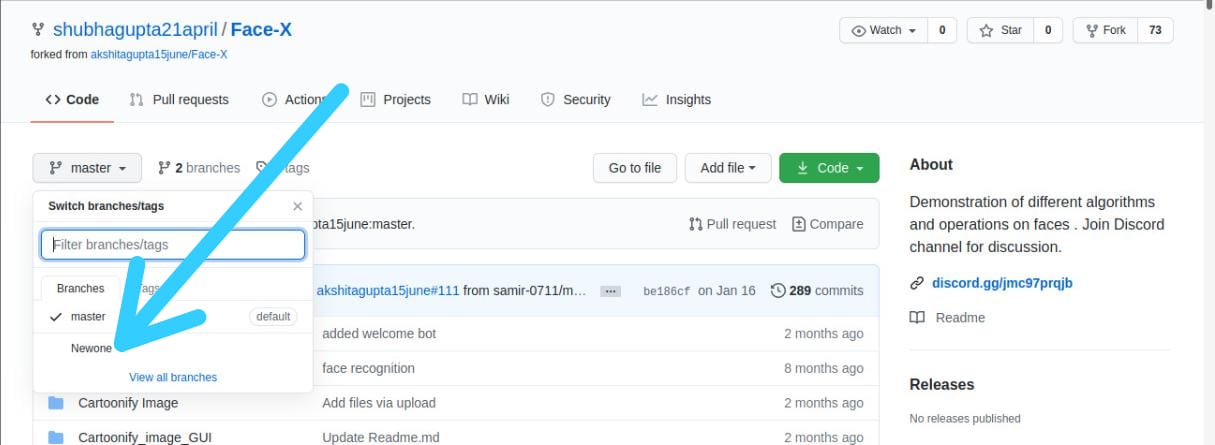 shubhagupta21april / Face-X
Watch 0 Star 0 Fork 73
forked from akshitagupta15june/Face-X
Code Pull requests Actions Projects Wiki Security Insights
master 2 branches tags Go to file Add file Code
Switch branches/tags
Filter branches/tags
pta15june:master. Pull request Compare
Branches Tags
akshitagupta15june#111 from samir-0711/m… ... be186cf on Jan 16 289 commits
master default
added welcome bot 2 months ago
Newone
face recognition 8 months ago
View all branches
Cartoonify Image Add files via upload 2 months ago
Cartoonify_image_GUI Update Readme.md 2 months ago
About
Demonstration of different algorithms
and operations on faces . Join Discord
channel for discussion.
discord.gg/jmc97prqjb
Readme
Releases
No releases published